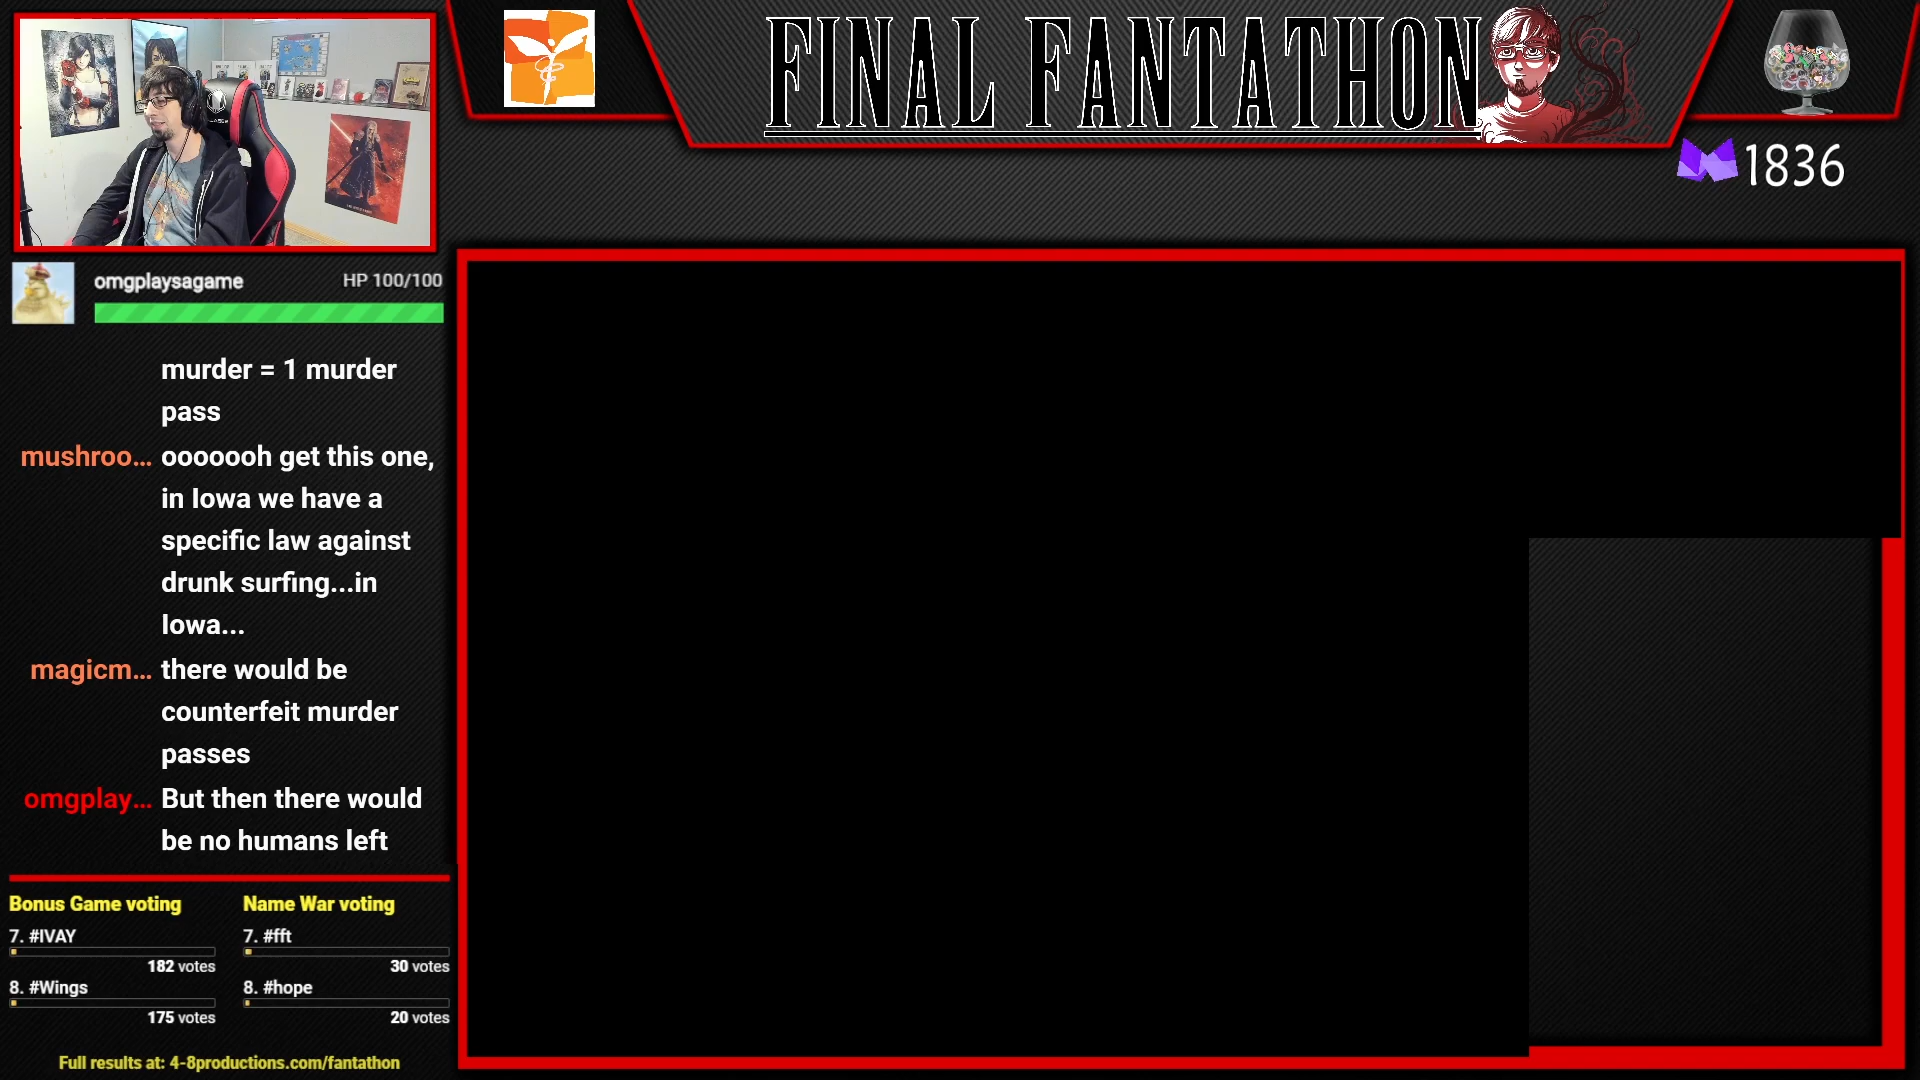 FINAL FANTATHON
1836
omgplaysagame HP 100/100
murder = 1 murder
pass
mushroo... ooooooh get this one,
in Iowa we have a
specific law against
drunk surfing...in
Iowa...
magicm... there would be
counterfeit murder
passes
omgplay... But then there would
be no humans left
Bonus Game voting
7. #IVAY
182 votes
8. #Wings
175 votes
Name War voting
7. #fft
30 votes
8. #hope
20 votes
Full results at: 4-8productions.com/fantathon